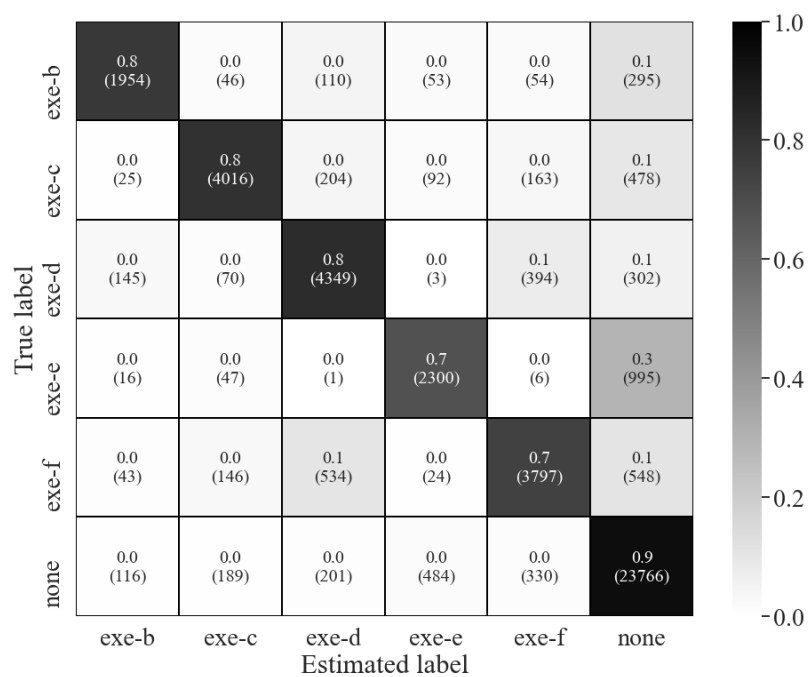 0.8 0.0 0.0 0.0 0.0 0.1 1.0
exe-b (1954) (46) (110) (53) (54) (295)
0.8
0.0 0.8 0.0 0.0 0.0 0.1
exe-c (25) (4016) (204) (92) (163) (478)
0.6
True label
0.0 0.0 0.8 0.0 0.1 0.1
exe-d (145) (70) (4349) (3) (394) (302)
0.0 0.0 0.0 0.7 0.0 0.3
exe-e (16) (47) (1) (2300) (6) (995)
0.4
0.0 0.0 0.1 0.0 0.7 0.1
exe-f (43) (146) (534) (24) (3797) (548)
0.2
0.0 0.0 0.0 0.0 0.0 0.9
none (116) (189) (201) (484) (330) (23766)
0.0
exe-b exe-c exe-d exe-e exe-f none
Estimated label